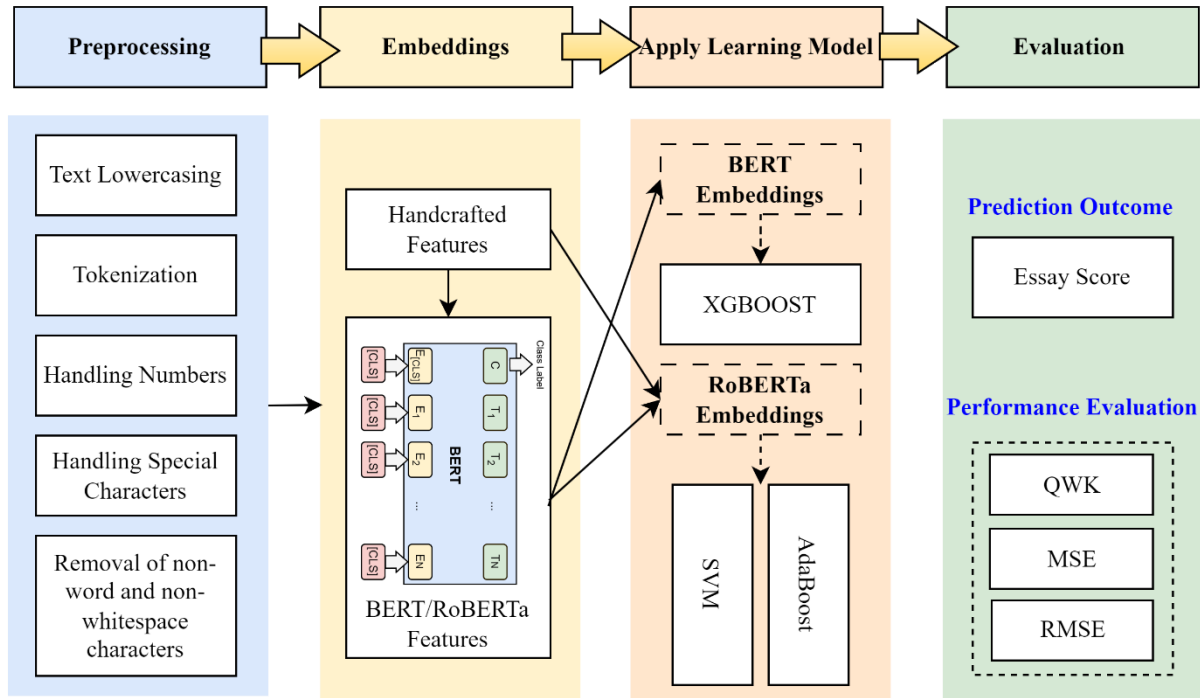 Preprocessing
Embeddings
Apply Learning Model
Evaluation
Text Lowercasing
Tokenization
Handling Numbers
Handling Special
Characters
Removal of non-
word and non-
whitespace
characters
Handcrafted
Features
[CLS]
E[CLS]
C
Class Label
[CLS]
E1
T1
[CLS]
E2
T2
BERT
...
...
[CLS]
EN
TN
BERT/RoBERTa
Features
BERT
Embeddings
XGBOOST
RoBERTa
Embeddings
SVM
AdaBoost
Prediction Outcome
Essay Score
Performance Evaluation
QWK
MSE
RMSE